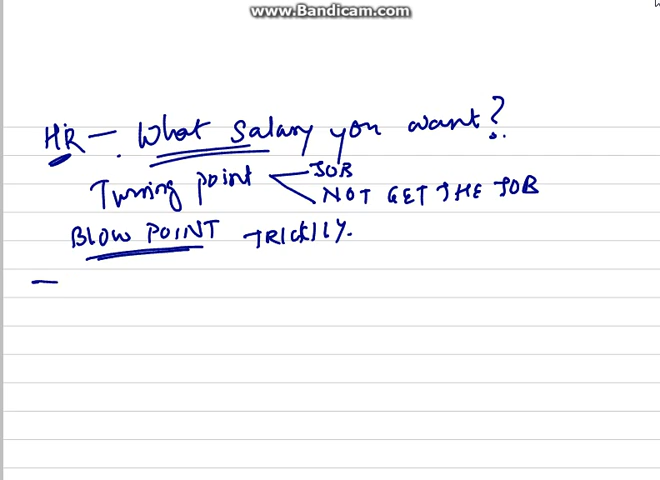 www.Bandicam.com
HR - What salary you want?
Turning point JOB
NOT GET THE JOB
BLOW POINT TRICKILY.